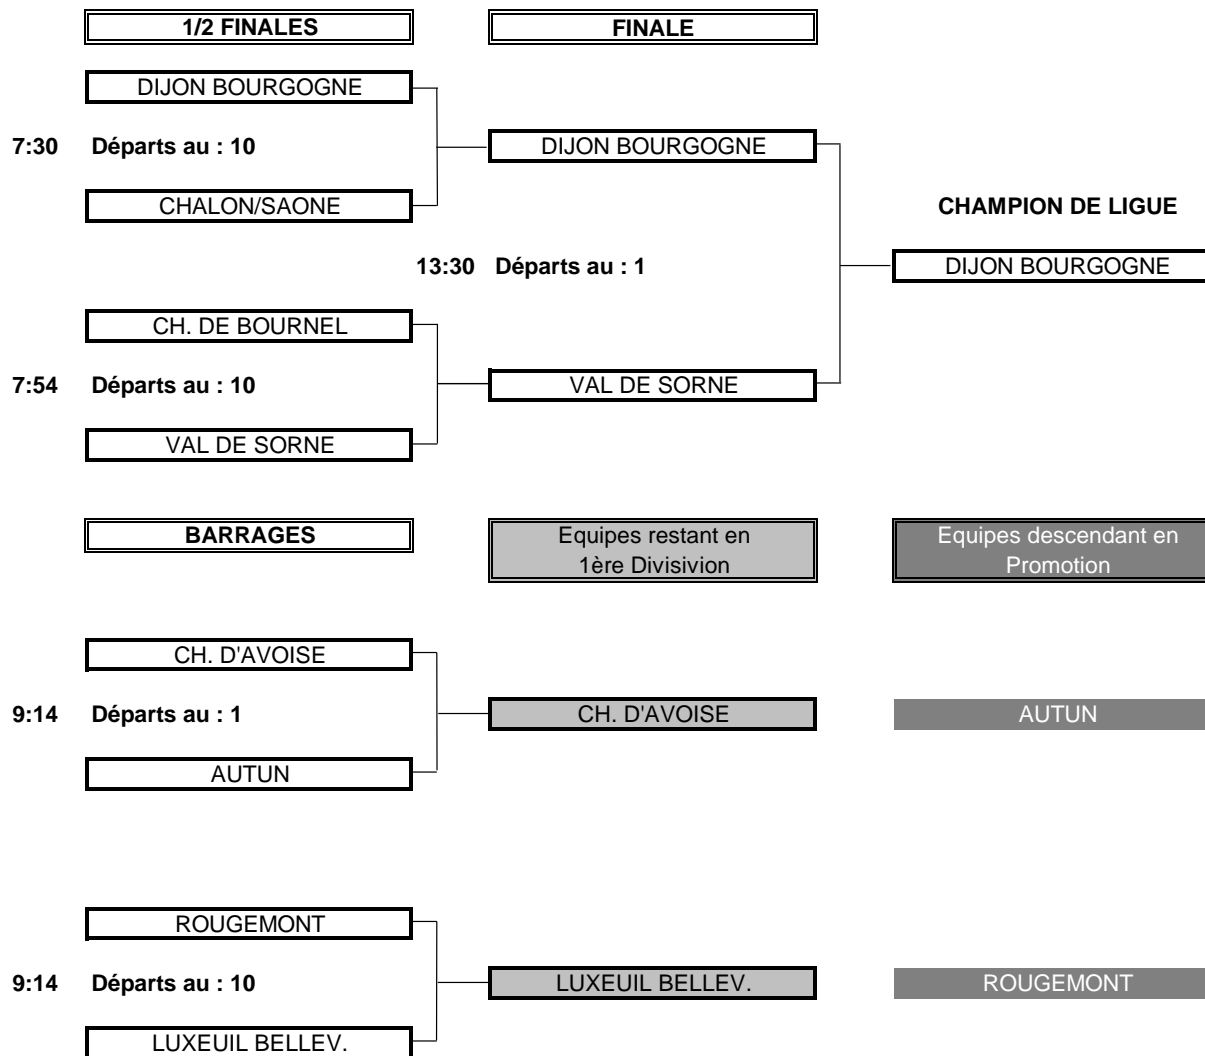 1/2 FINALES
FINALE
DIJON BOURGOGNE
7:30 Départs au : 10
DIJON BOURGOGNE
CHALON/SAONE
CHAMPION DE LIGUE
13:30 Départs au : 1
DIJON BOURGOGNE
CH. DE BOURNEL
7:54 Départs au : 10
VAL DE SORNE
VAL DE SORNE
BARRAGES
Equipes restant en
1ère Divisivion
Equipes descendant en
Promotion
CH. D'AVOISE
9:14 Départs au : 1
CH. D'AVOISE
AUTUN
AUTUN
ROUGEMONT
9:14 Départs au : 10
LUXEUIL BELLEV.
ROUGEMONT
LUXEUIL BELLEV.